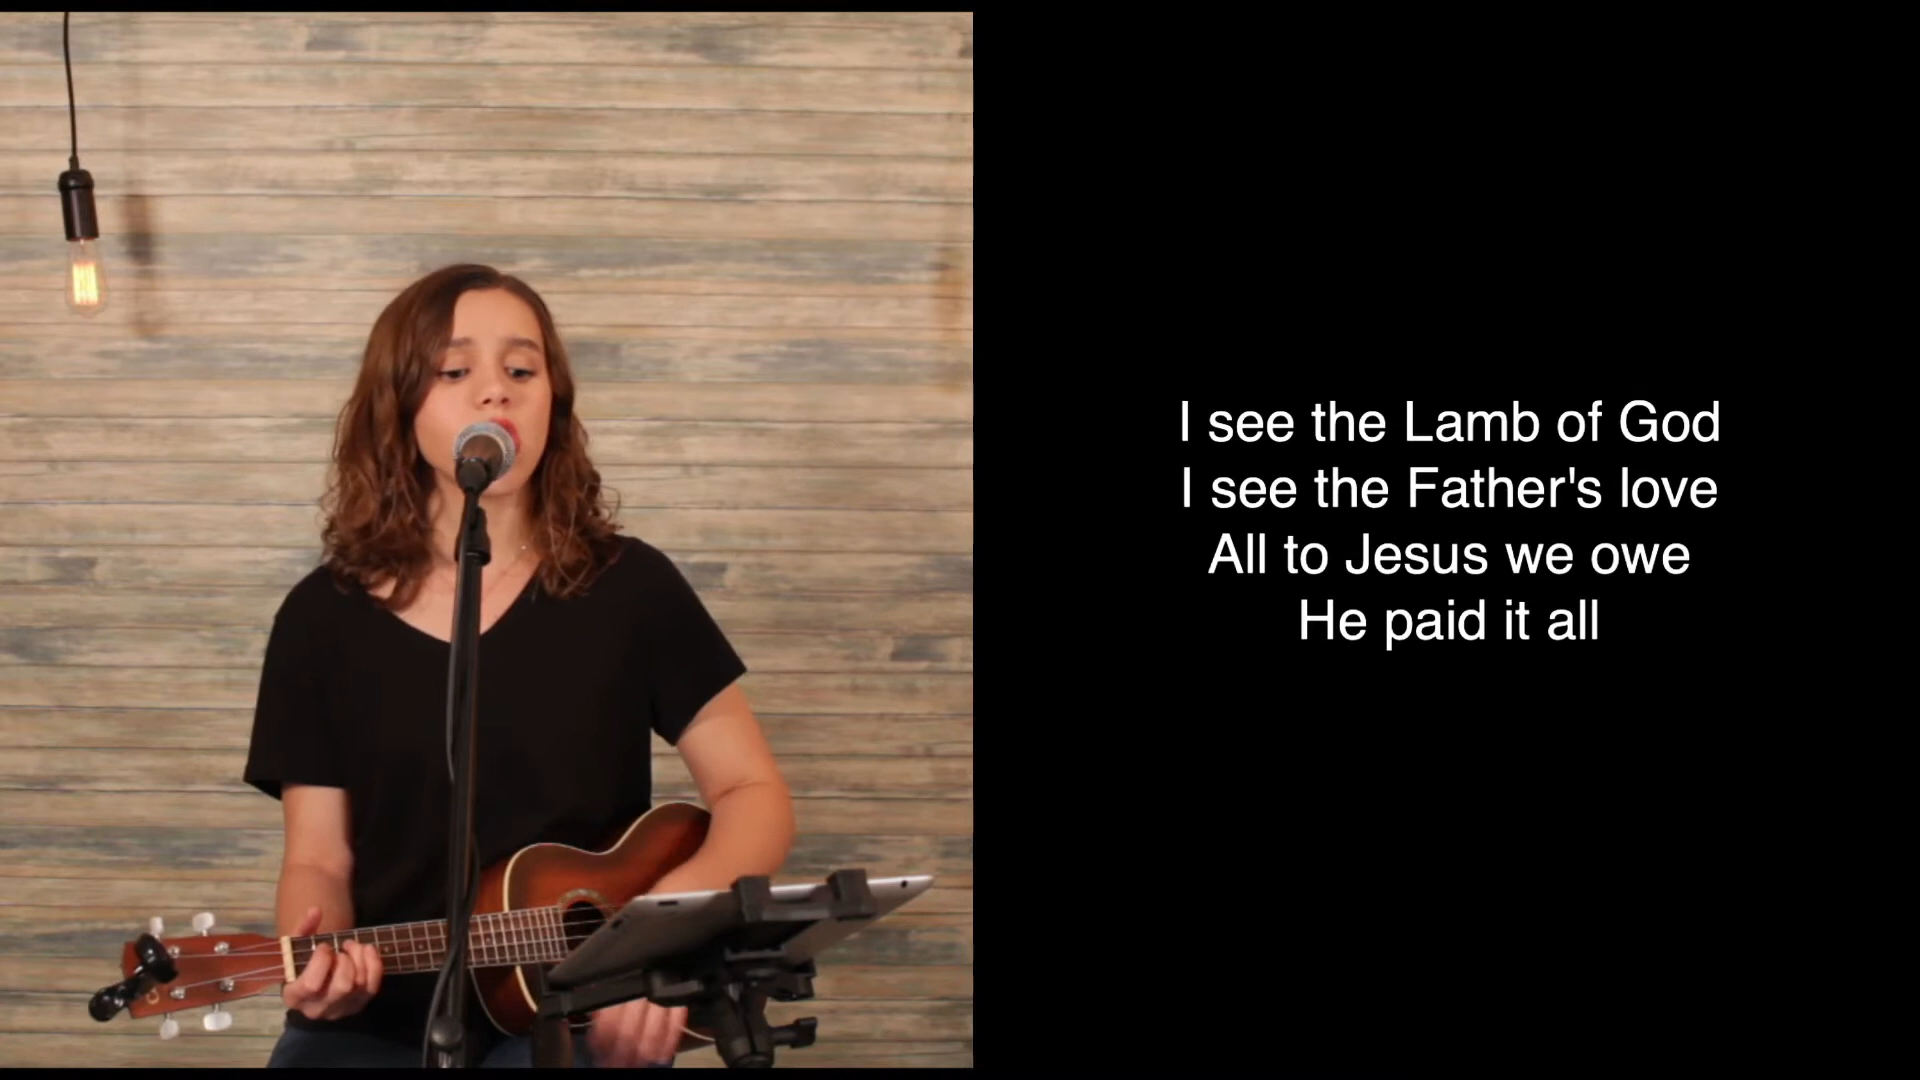 I see the Lamb of God
I see the Father's love
All to Jesus we owe
He paid it all